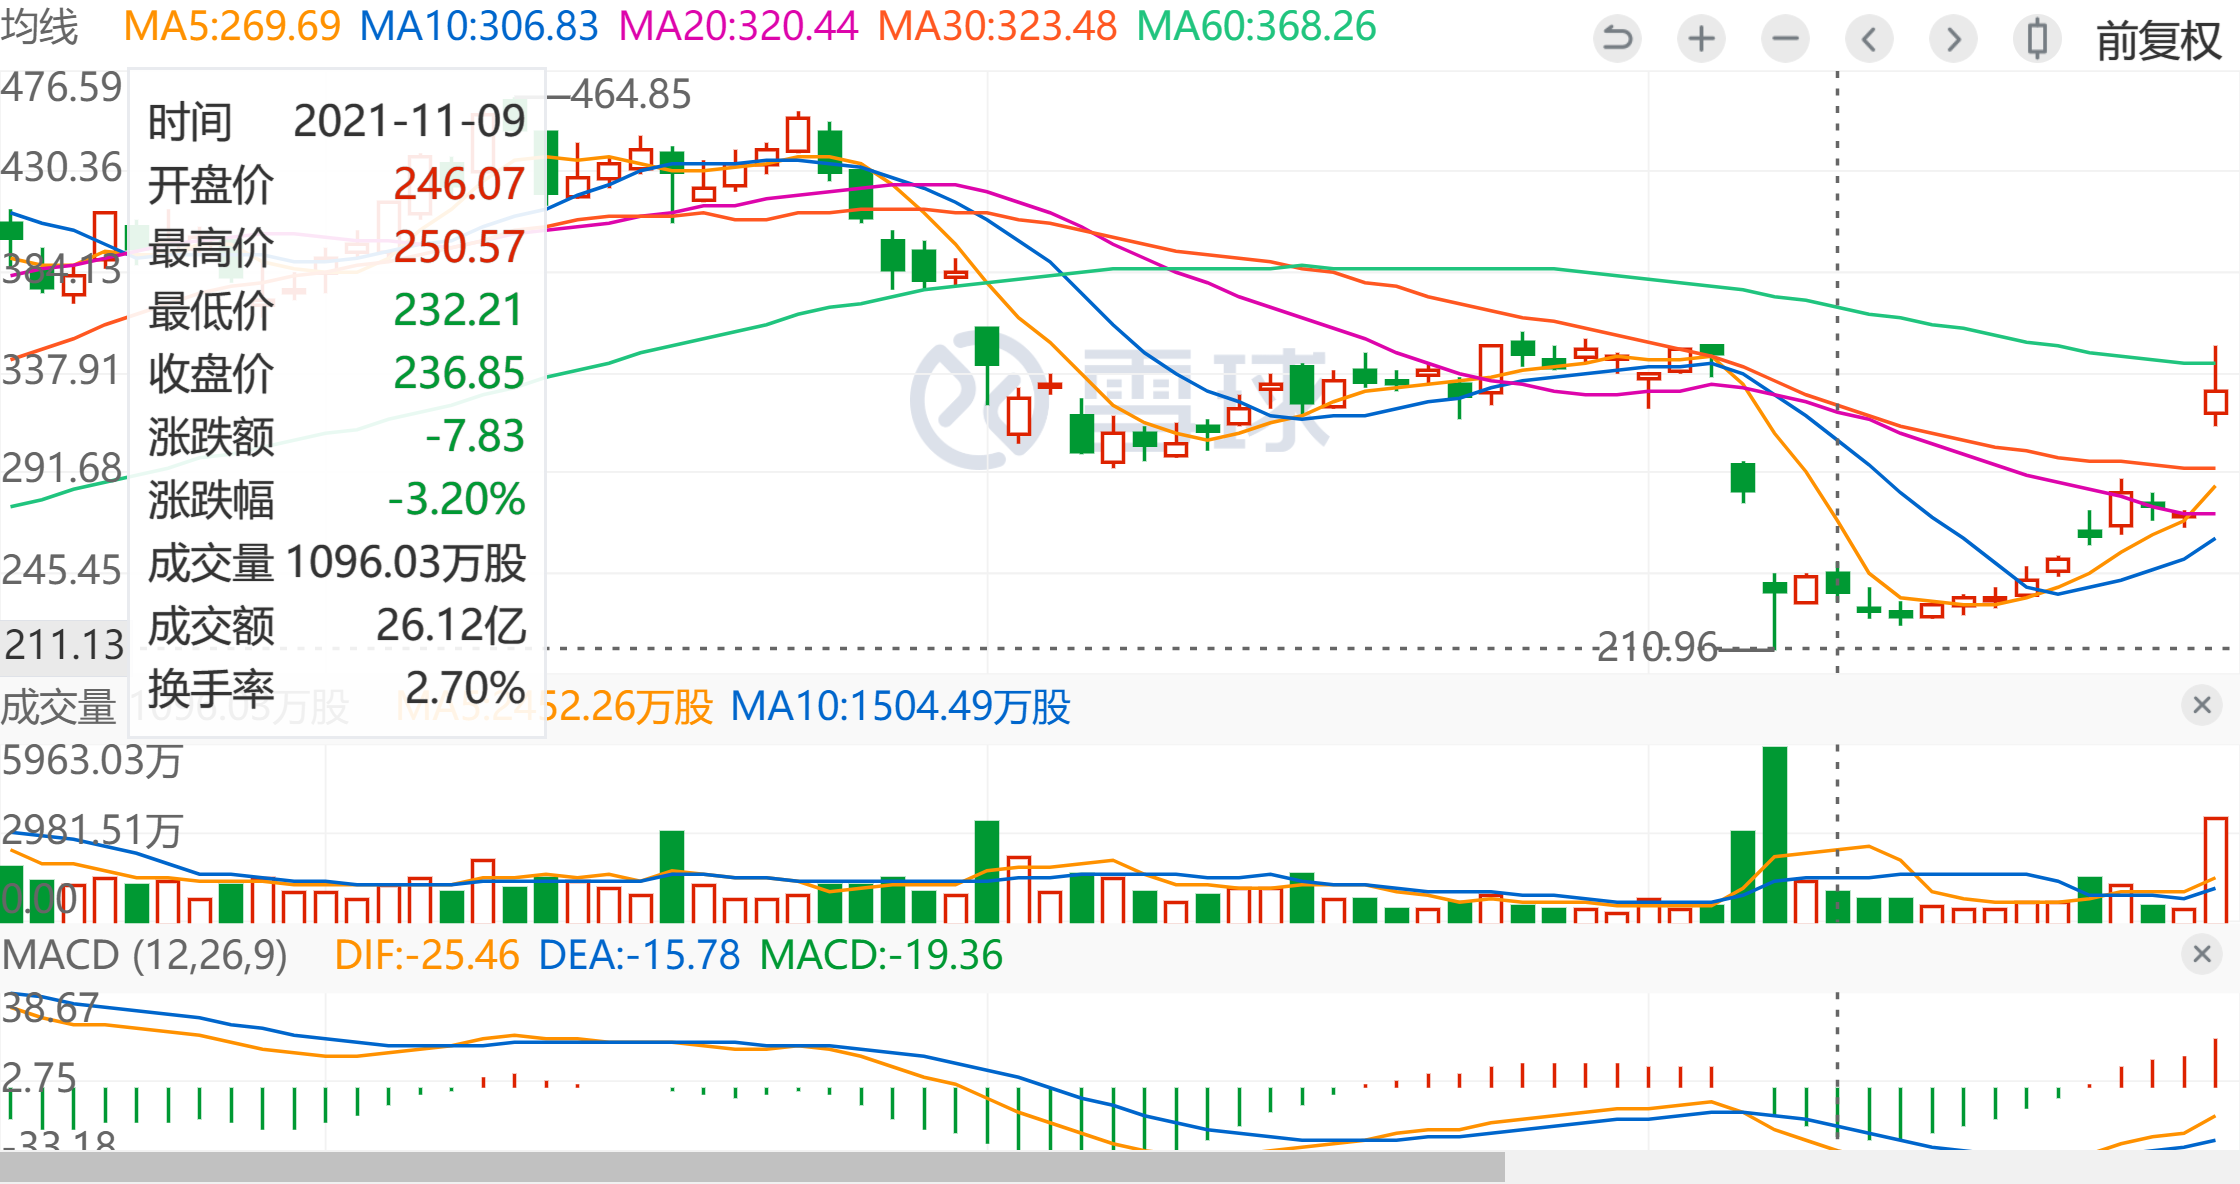 均线 MA5:269.69 MA10:306.83 MA20:320.44 MA30:323.48 MA60:368.26 前复权
476.59
464.85
时间 2021-11-09
430.36
开盘价 246.07
最高价 250.57
384.13
最低价 232.21
337.91
收盘价 236.85
雪球
涨跌额 -7.83
291.68
涨跌幅 -3.20%
245.45
成交量 1096.03万股
成交额 26.12亿
211.13
210.96
换手率 2.70%
成交量 1096.03万股 MA5:2452.26万股 MA10:1504.49万股
5963.03万
2981.51万
0.00
MACD (12,26,9) DIF:-25.46 DEA:-15.78 MACD:-19.36
38.67
2.75
-33.18